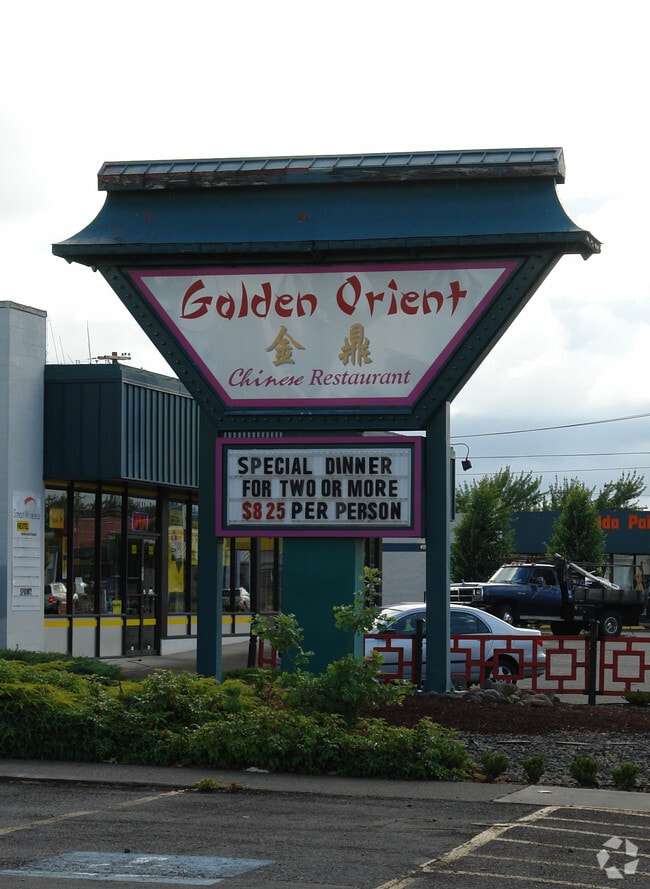 Golden Orient
金鼎
Chinese Restaurant
SPECIAL DINNER
FOR TWO OR MORE
$8 25 PER PERSON